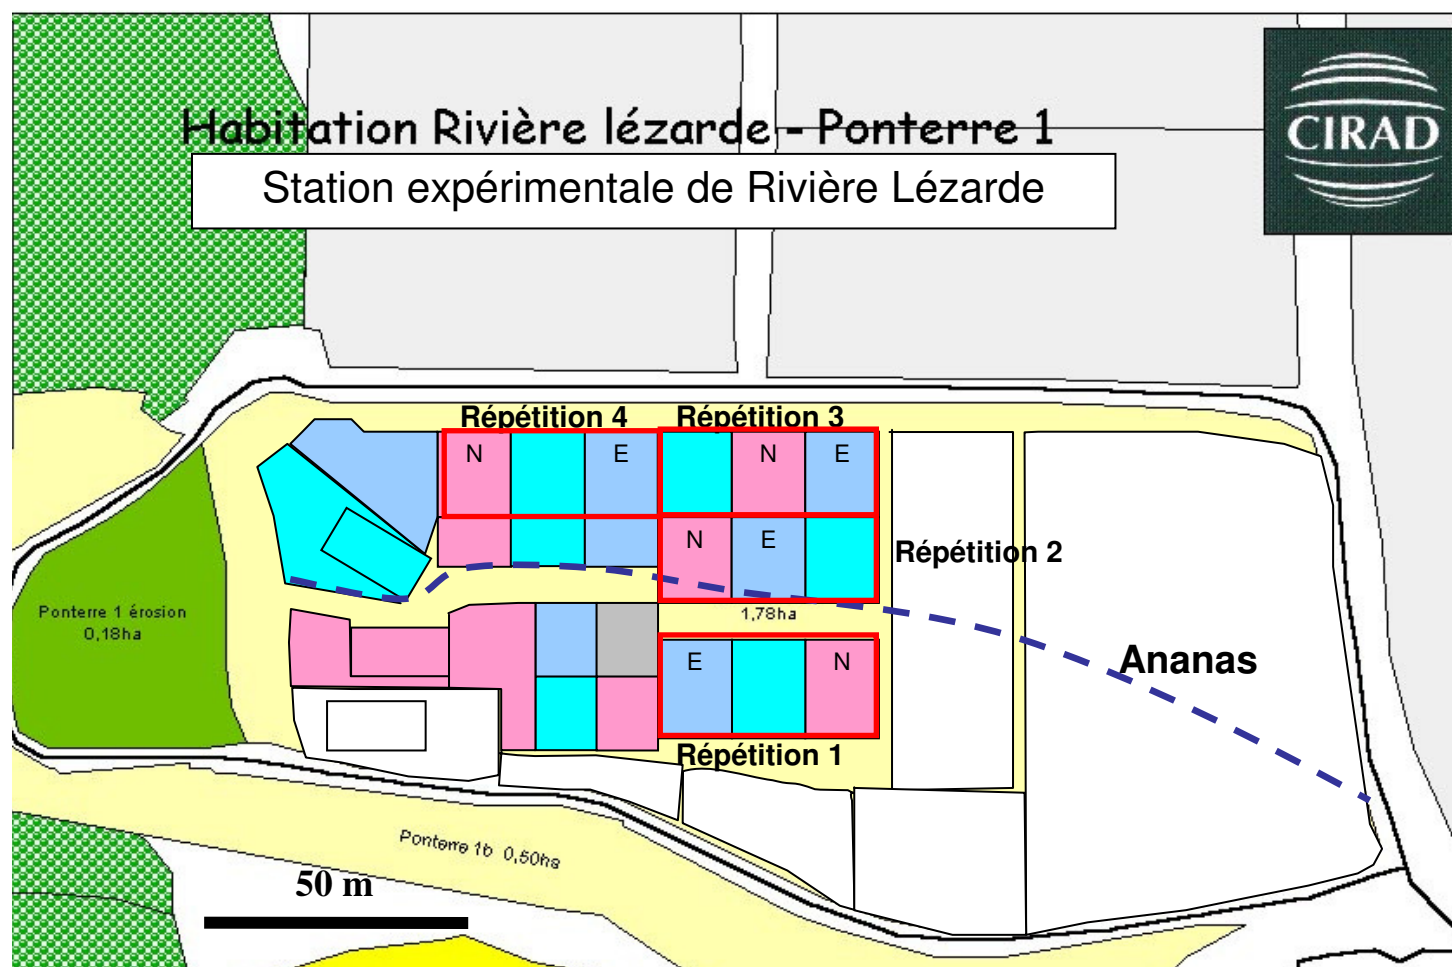 Habitation Rivière lézarde - Ponterre 1
CIRAD
Station expérimentale de Rivière Lézarde
Répétition 4
Répétition 3
N
E
N
E
N
E
Répétition 2
Ponterre 1 érosion
0,18ha
1,78ha
E
N
Ananas
Répétition 1
Ponterre 1b 0,50ha
50 m